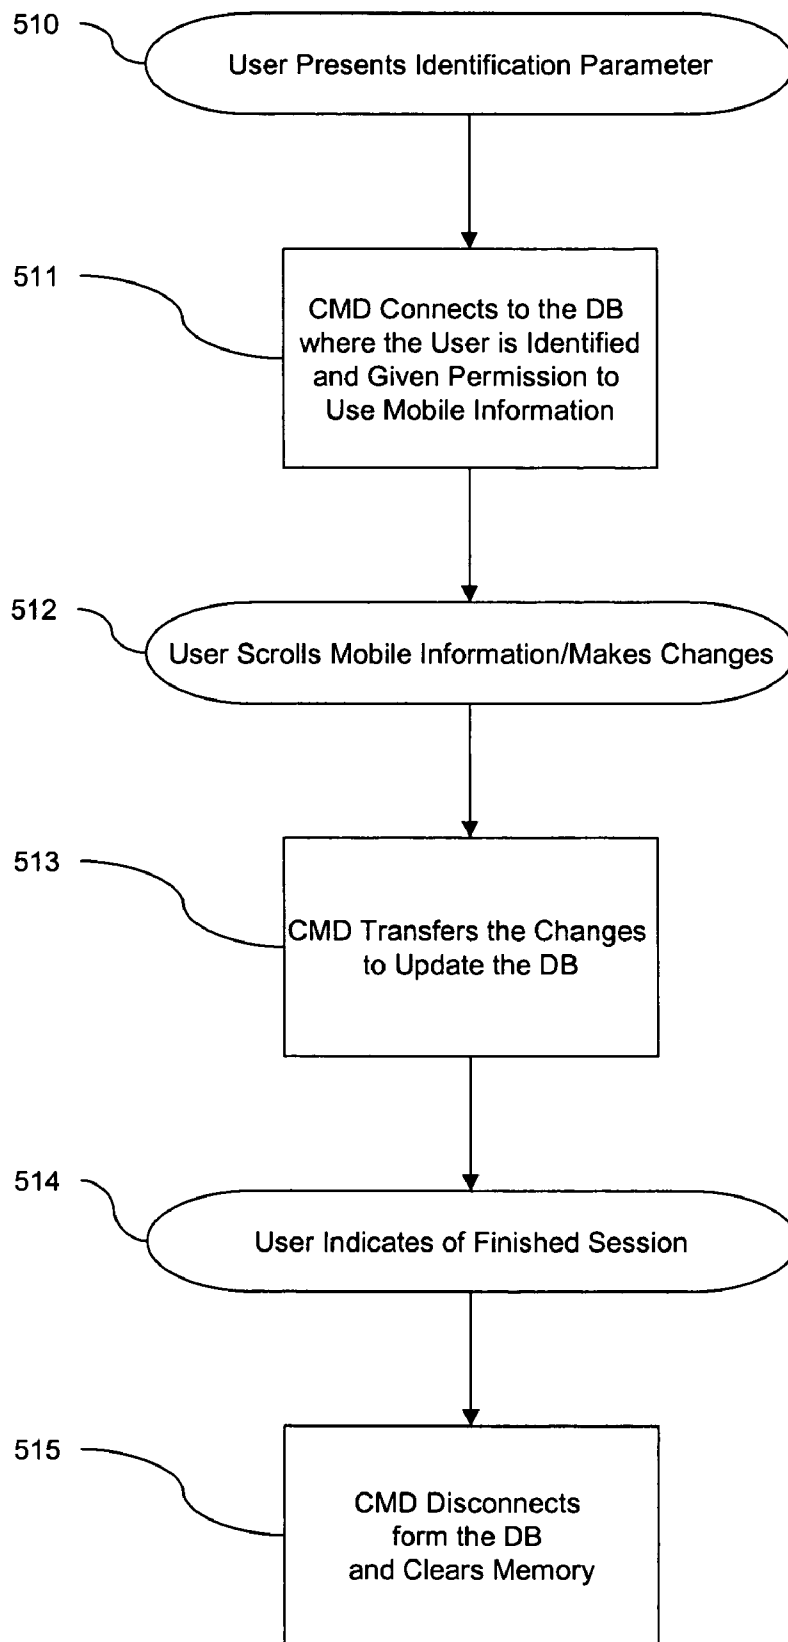 510
User Presents Identification Parameter
511
CMD Connects to the DB
where the User is Identified
and Given Permission to
Use Mobile Information
512
User Scrolls Mobile Information/Makes Changes
513
CMD Transfers the Changes
to Update the DB
514
User Indicates of Finished Session
515
CMD Disconnects
form the DB
and Clears Memory